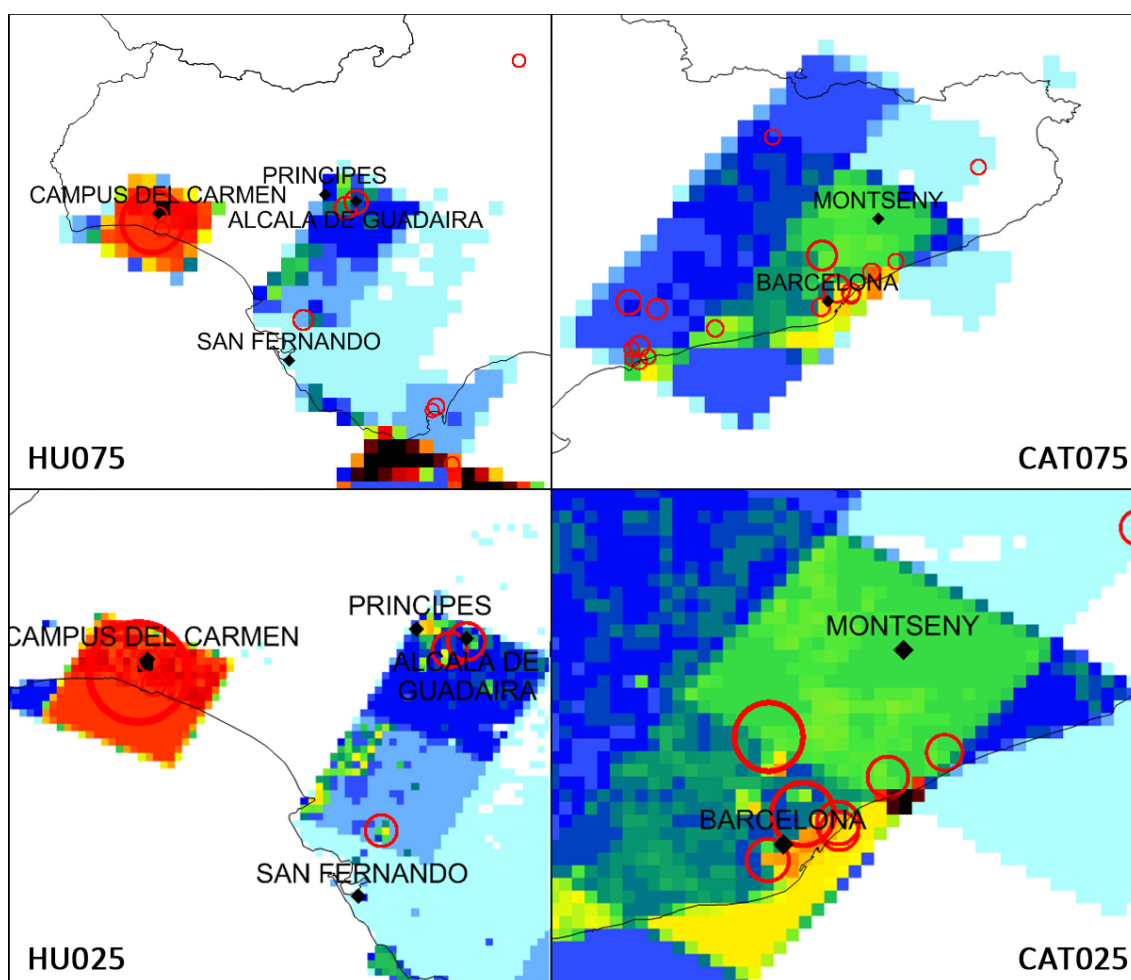 PRINCIPES
CAMPUS DEL CARMEN
ALCALA DE GUADAIRA
SAN FERNANDO
HU075
MONTSENY
BARCELONA
CAT075
PRINCIPES
CAMPUS DEL CARMEN
ALCALA DE
GUADAIRA
SAN FERNANDO
HU025
MONTSENY
BARCELONA
CAT025